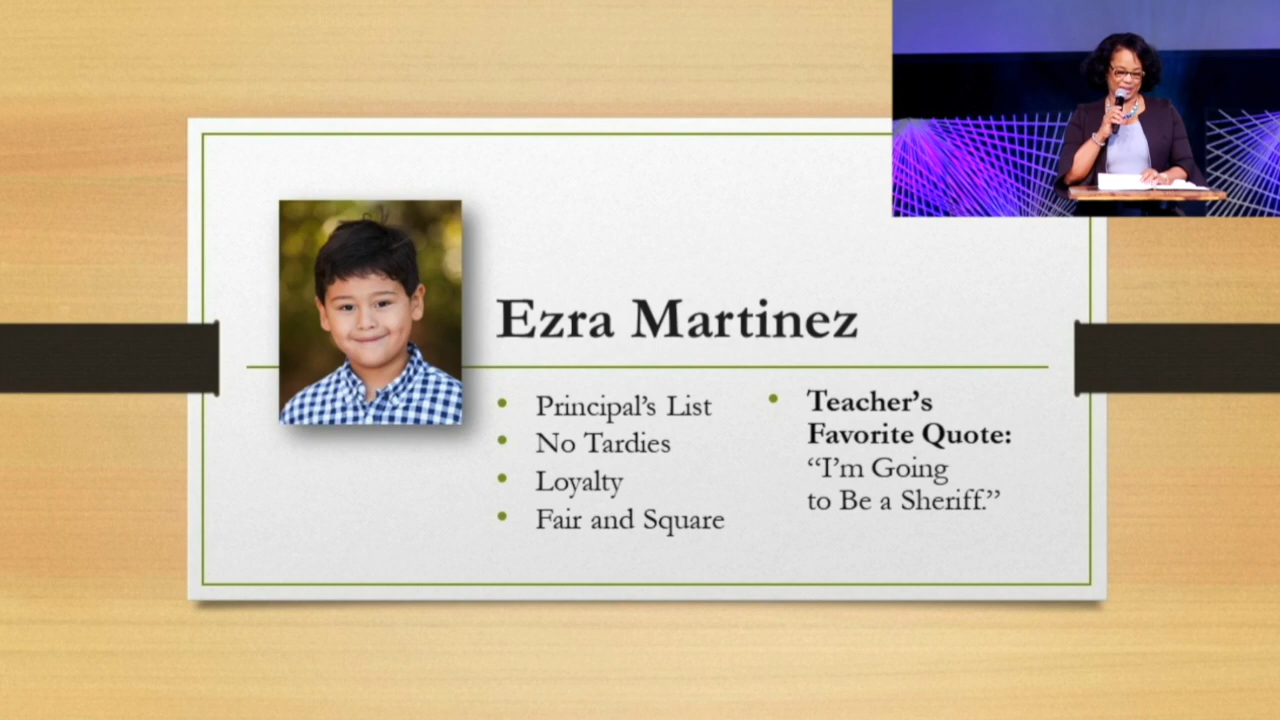 Ezra Martinez
Principal’s List
No Tardies
Loyalty
Fair and Square
Teacher’s
Favorite Quote:
“I’m Going
to Be a Sheriff.”